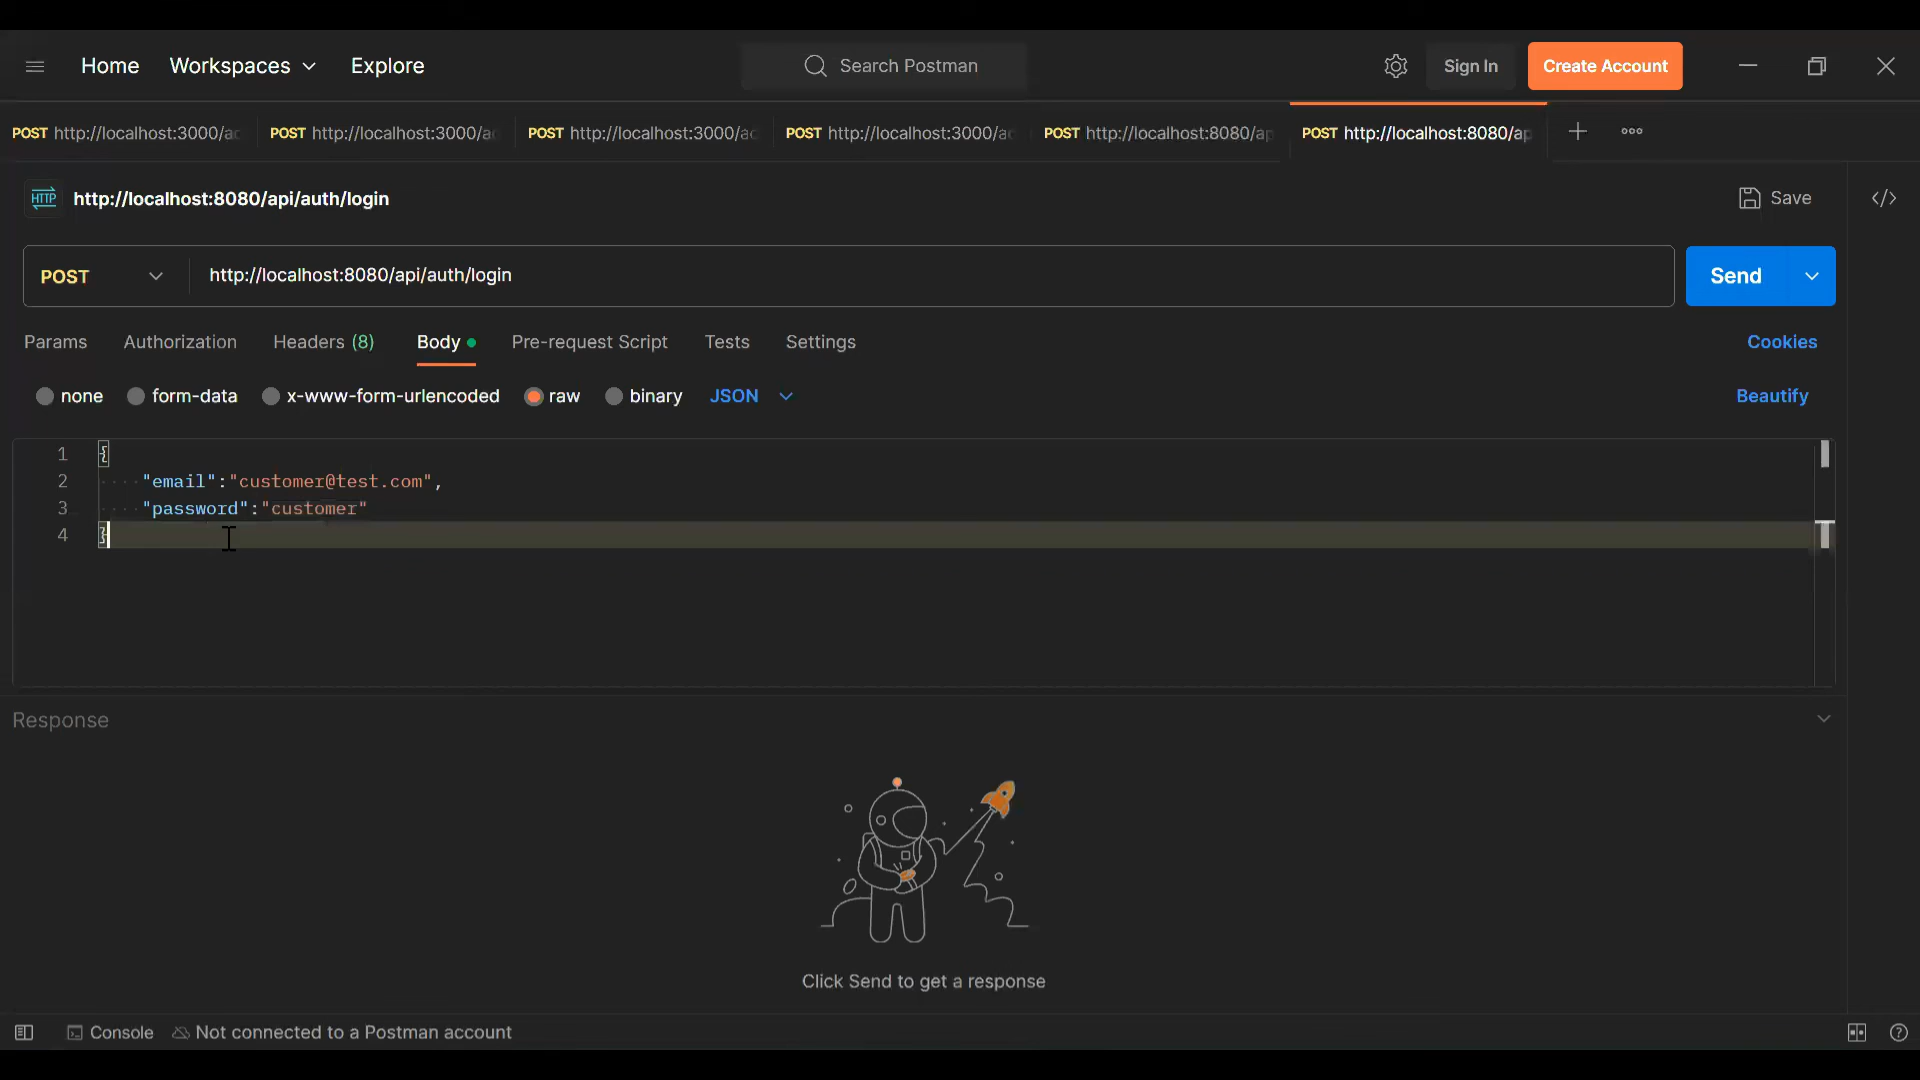 Home Workspaces Explore Search Postman Sign In Create Account
POST http://localhost:3000/ac POST http://localhost:3000/ac POST http://localhost:3000/ac POST http://localhost:3000/ac POST http://localhost:8080/ap POST http://localhost:8080/ap
HTTP http://localhost:8080/api/auth/login Save
POST http://localhost:8080/api/auth/login Send
Params Authorization Headers (8) Body Pre-request Script Tests Settings Cookies
none form-data x-www-form-urlencoded raw binary JSON Beautify
1 {
2 "email":"customer@test.com",
3 "password":"customer"
4 }
Response
Click Send to get a response
Console Not connected to a Postman account